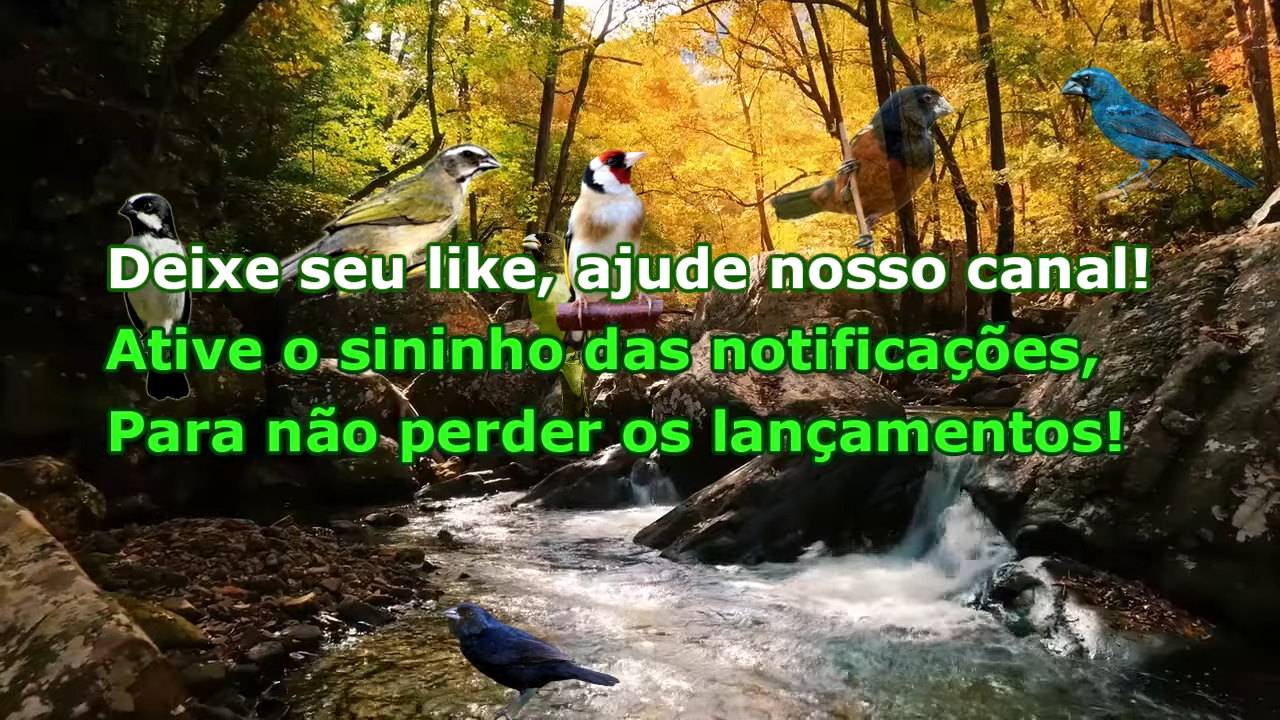 Deixe seu like, ajude nosso canal!
Ative o sininho das notificações,
Para não perder os lançamentos!